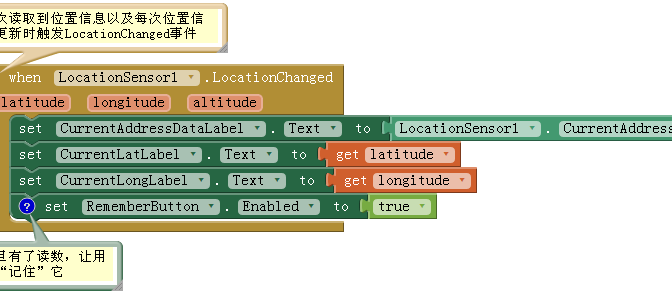 次读取到位置信息以及每次位置信
更新时触发LocationChanged事件
when LocationSensor1 .LocationChanged
latitude longitude altitude
set CurrentAddressDataLabel . Text to LocationSensor1 . CurrentAddress
set CurrentLatLabel . Text to get latitude
set CurrentLongLabel . Text to get longitude
? set RememberButton . Enabled to true
旦有了读数，让用
“记住”它